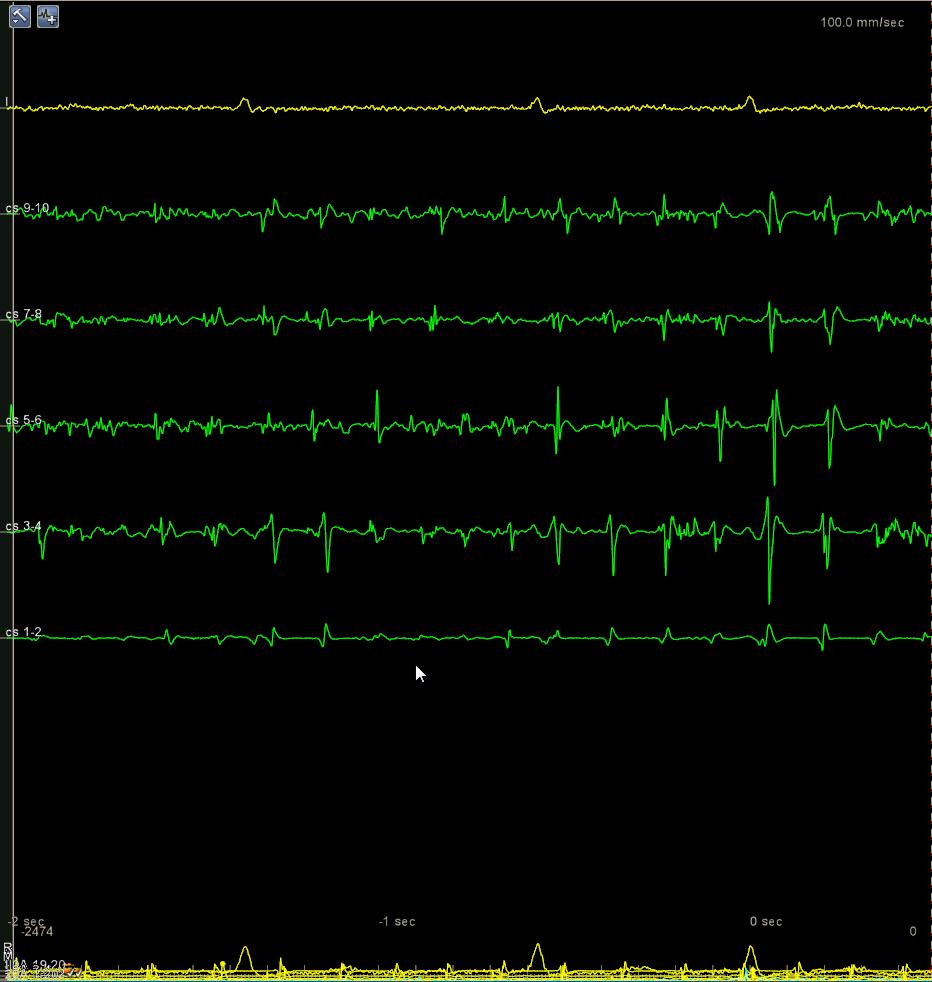 100.0 mm/sec
I
cs 9-10
cs 7-8
cs 5-6
cs 3-4
cs 1-2
-2 sec
-1 sec
0 sec
-2474
0